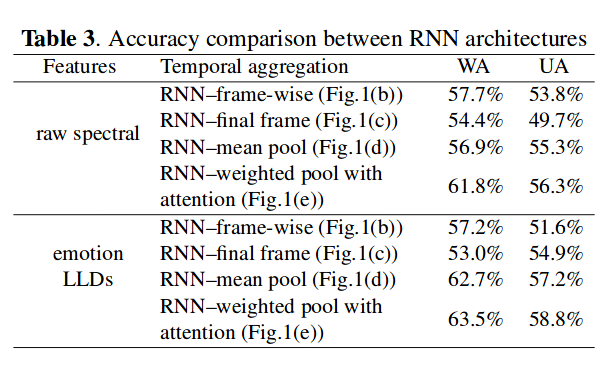 Table 3. Accuracy comparison between RNN architectures
Features Temporal aggregation WA UA
raw spectral
RNN–frame-wise (Fig.1(b)) 57.7% 53.8%
RNN–final frame (Fig.1(c)) 54.4% 49.7%
RNN–mean pool (Fig.1(d)) 56.9% 55.3%
RNN–weighted pool with
attention (Fig.1(e)) 61.8% 56.3%
emotion
LLDs
RNN–frame-wise (Fig.1(b)) 57.2% 51.6%
RNN–final frame (Fig.1(c)) 53.0% 54.9%
RNN–mean pool (Fig.1(d)) 62.7% 57.2%
RNN–weighted pool with
attention (Fig.1(e)) 63.5% 58.8%